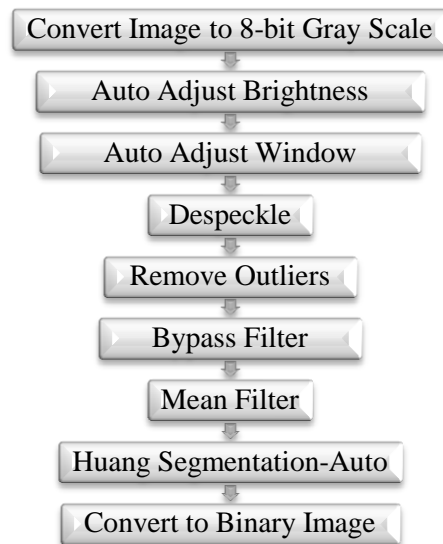 Convert Image to 8-bit Gray Scale
Auto Adjust Brightness
Auto Adjust Window
Despeckle
Remove Outliers
Bypass Filter
Mean Filter
Huang Segmentation-Auto
Convert to Binary Image